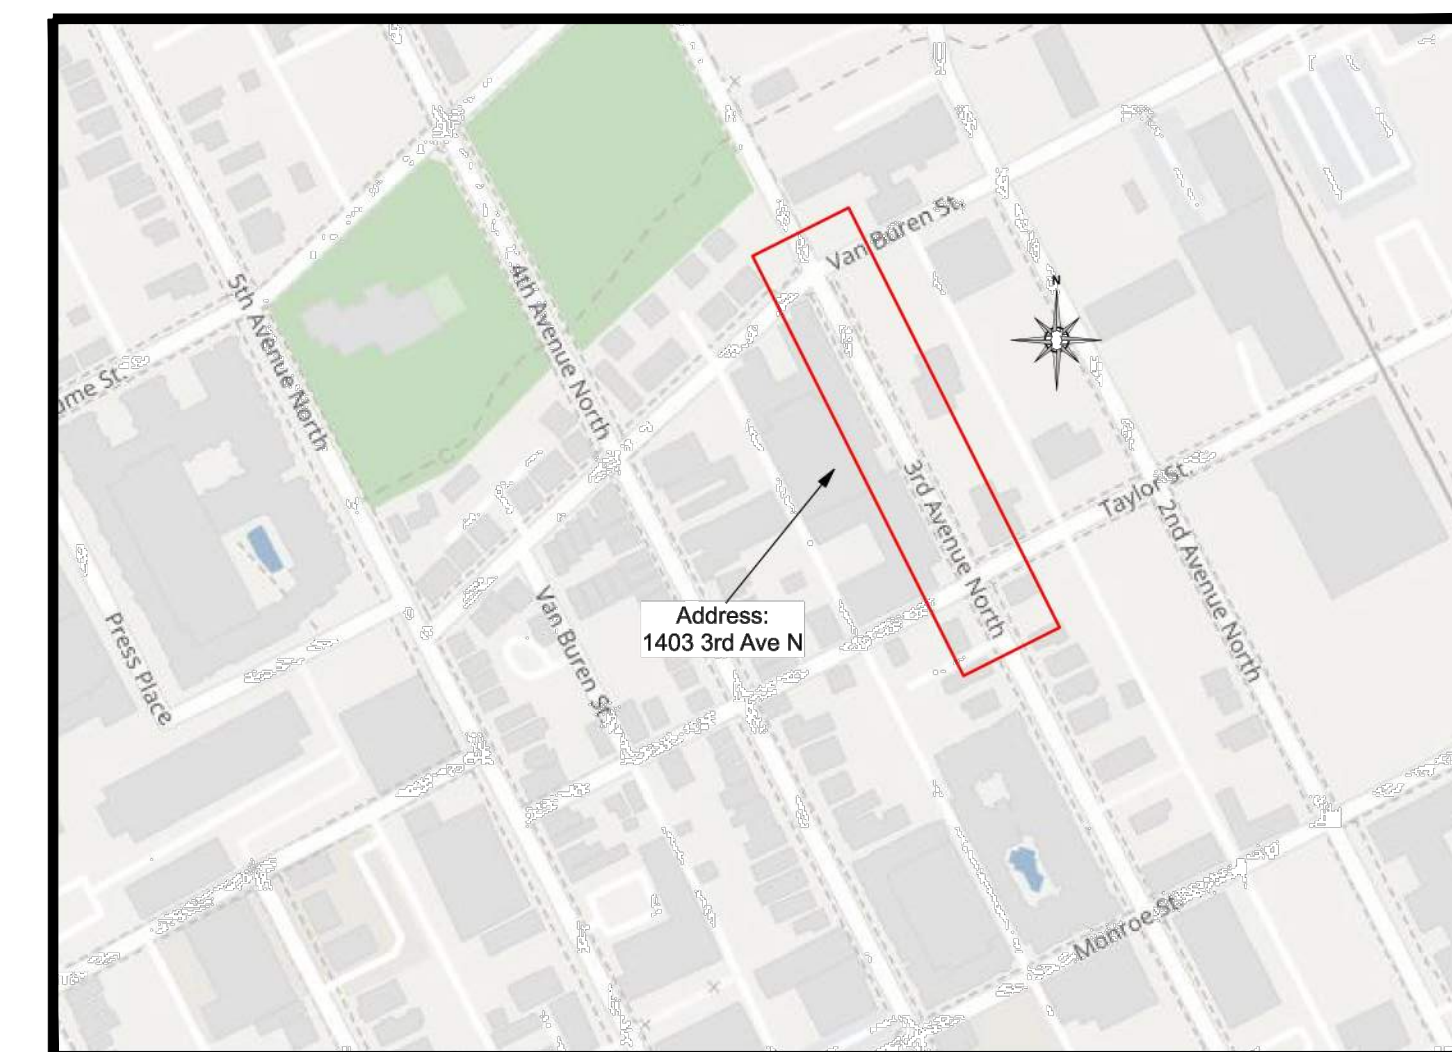 Van Buren St.
5th Avenue North
4th Avenue North
N
ome St.
3rd Avenue North
Taylor St.
2nd Avenue North
Address:
1403 3rd Ave N
Van Buren St.
Press Place
Monroe St.